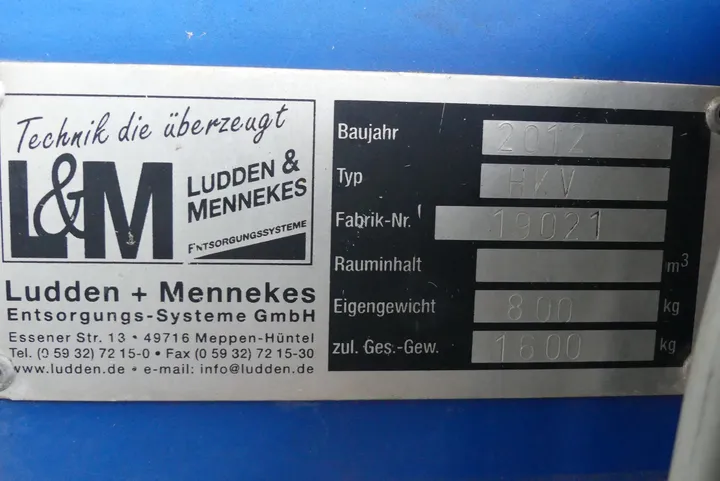 Technik die überzeugt
L&M
LUDDEN &
MENNEKES
ENTSORGUNGSSYSTEME
Ludden + Mennekes
Entsorgungs-Systeme GmbH
Essener Str. 13 • 49716 Meppen-Hüntel
Tel. (0 59 32) 72 15-0 • Fax (0 59 32) 72 15-30
www.ludden.de • e-mail: info@ludden.de
Baujahr 2012
Typ HKV
Fabrik-Nr. 19021
Rauminhalt m³
Eigengewicht 800 kg
zul. Ges.-Gew. 1600 kg